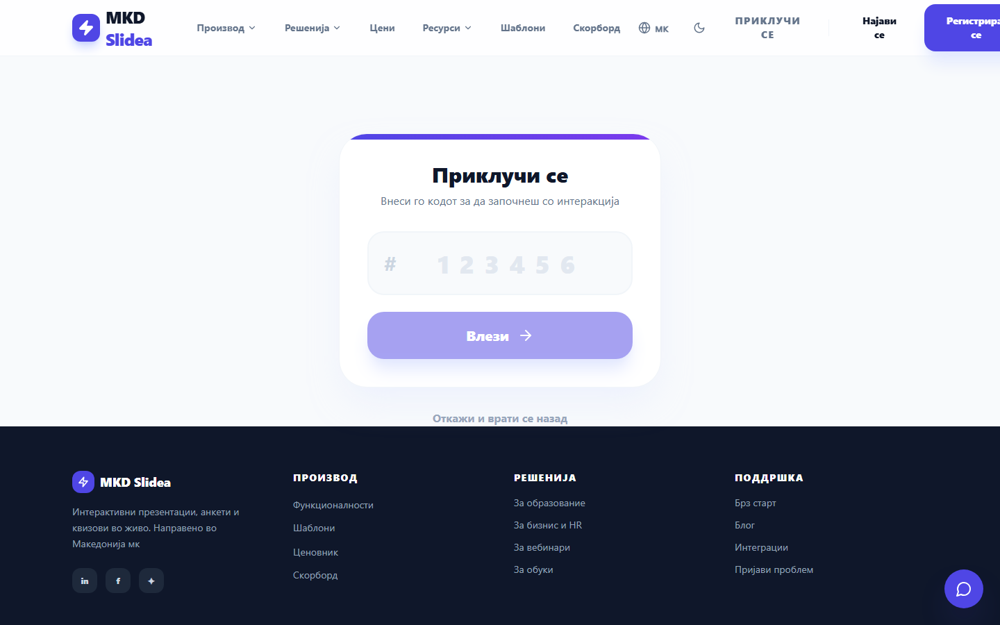 MKD
Slidea
Производ
Решенија
Цени
Ресурси
Шаблони
Скорборд
МК
ПРИКЛУЧИ
СЕ
Најави
се
Регистрира
се
Приклучи се
Внеси го кодот за да започнеш со интеракција
# 123456
Влези
Откажи и врати се назад
MKD Slidea
Интерактивни презентации, анкети и
квизови во живо. Направено во
Македонија мк
in
f
ПРОИЗВОД
Функционалности
Шаблони
Ценовник
Скорборд
РЕШЕНИЈА
За образование
За бизнис и HR
За вебинари
За обуки
ПОДДРШКА
Брз старт
Блог
Интеграции
Пријави проблем